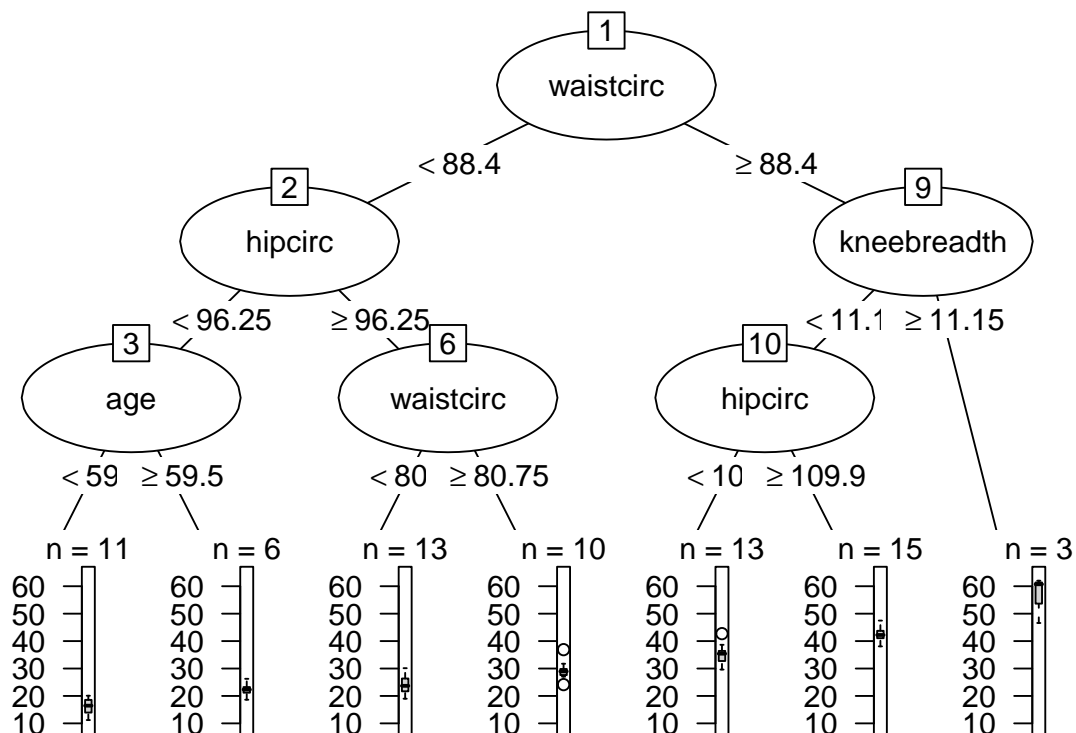 1
waistcirc
< 88.4 ≥ 88.4
2 9
hipcirc kneebreadth
< 96.25 ≥ 96.25 < 11.1 ≥ 11.15
3 6 10
age waistcirc hipcirc
< 59 ≥ 59.5 < 80 ≥ 80.75 < 10 ≥ 109.9
n = 11 n = 6 n = 13 n = 10 n = 13 n = 15 n = 3
60 60 60 60 60 60 60
50 50 50 50 50 50 50
40 40 40 40 40 40 40
30 30 30 30 30 30 30
20 20 20 20 20 20 20
10 10 10 10 10 10 10